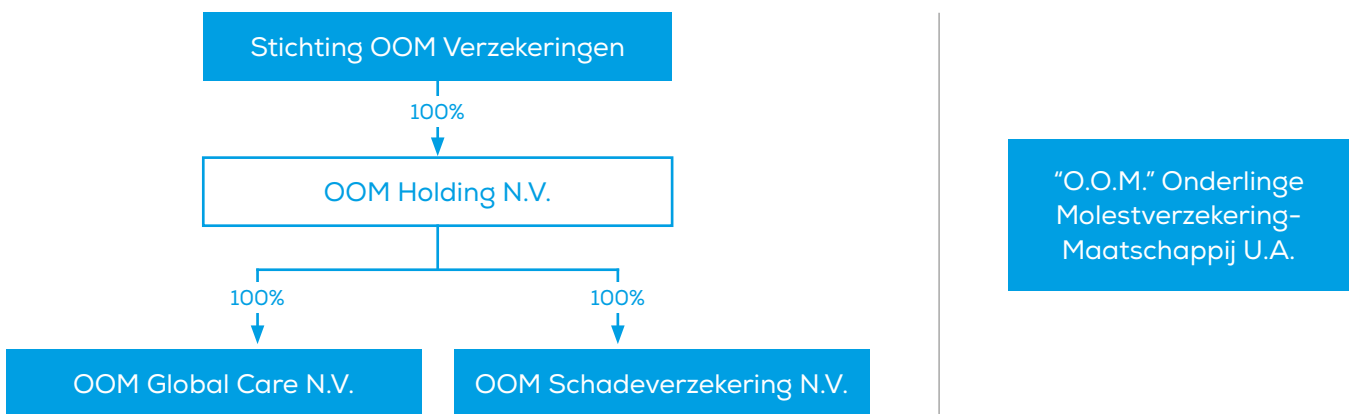 Stichting OOM Verzekeringen
100%
OOM Holding N.V.
100%
100%
OOM Global Care N.V.
OOM Schadeverzekering N.V.
“O.O.M.” Onderlinge
Molestverzekering-
Maatschappij U.A.